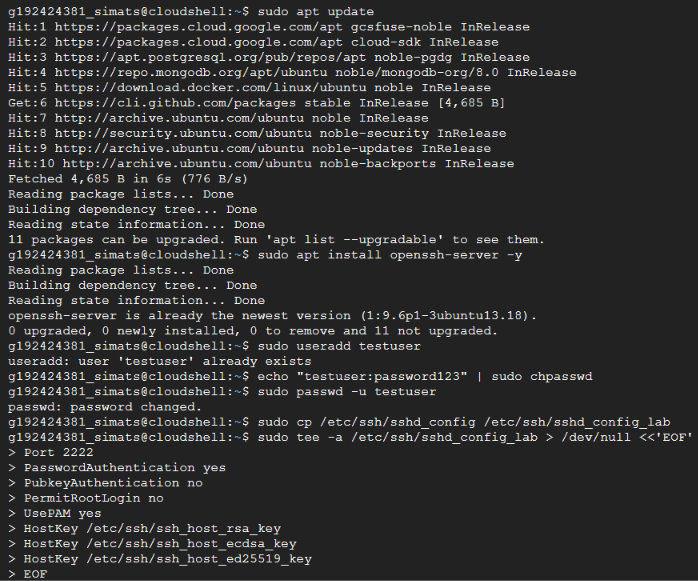 g192424381_simats@cloudshell:~$ sudo apt update
Hit:1 https://packages.cloud.google.com/apt gcsfuse-noble InRelease
Hit:2 https://packages.cloud.google.com/apt cloud-sdk InRelease
Hit:3 https://apt.postgresql.org/pub/repos/apt noble-pgdg InRelease
Hit:4 https://repo.mongodb.org/apt/ubuntu noble/mongodb-org/8.0 InRelease
Hit:5 https://download.docker.com/linux/ubuntu noble InRelease
Get:6 https://cli.github.com/packages stable InRelease [4,685 B]
Hit:7 http://archive.ubuntu.com/ubuntu noble InRelease
Hit:8 http://security.ubuntu.com/ubuntu noble-security InRelease
Hit:9 http://archive.ubuntu.com/ubuntu noble-updates InRelease
Hit:10 http://archive.ubuntu.com/ubuntu noble-backports InRelease
Fetched 4,685 B in 6s (776 B/s)
Reading package lists... Done
Building dependency tree... Done
Reading state information... Done
11 packages can be upgraded. Run 'apt list --upgradable' to see them.
g192424381_simats@cloudshell:~$ sudo apt install openssh-server -y
Reading package lists... Done
Building dependency tree... Done
Reading state information... Done
openssh-server is already the newest version (1:9.6p1-3ubuntu13.18).
0 upgraded, 0 newly installed, 0 to remove and 11 not upgraded.
g192424381_simats@cloudshell:~$ sudo useradd testuser
useradd: user 'testuser' already exists
g192424381_simats@cloudshell:~$ echo "testuser:password123" | sudo chpasswd
g192424381_simats@cloudshell:~$ sudo passwd -u testuser
passwd: password changed.
g192424381_simats@cloudshell:~$ sudo cp /etc/ssh/sshd_config /etc/ssh/sshd_config_lab
g192424381_simats@cloudshell:~$ sudo tee -a /etc/ssh/sshd_config_lab > /dev/null <<'EOF'
> Port 2222
> PasswordAuthentication yes
> PubkeyAuthentication no
> PermitRootLogin no
> UsePAM yes
> HostKey /etc/ssh/ssh_host_rsa_key
> HostKey /etc/ssh/ssh_host_ecdsa_key
> HostKey /etc/ssh/ssh_host_ed25519_key
> EOF